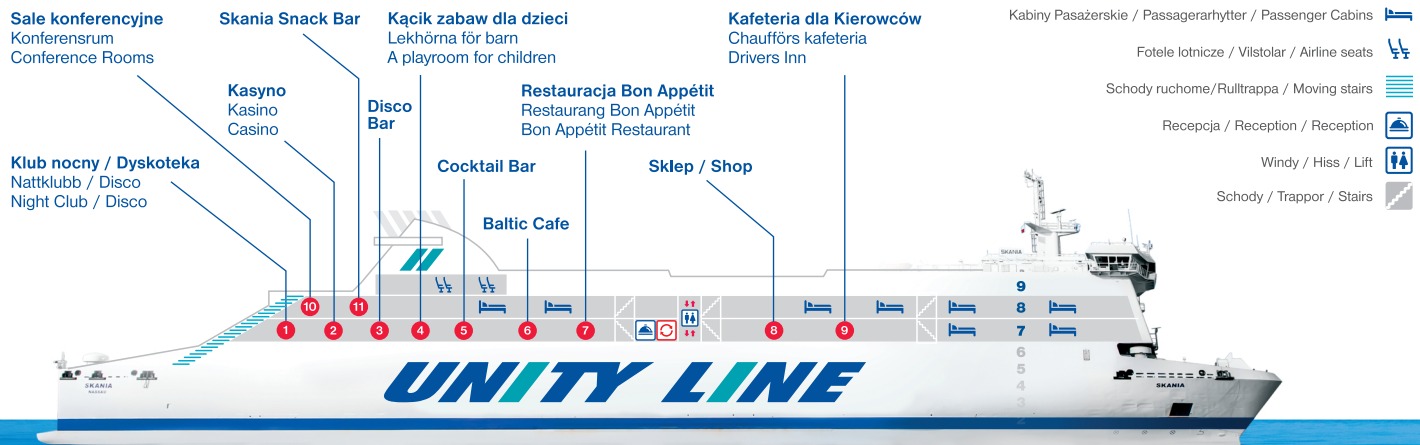 Sale konferencyjne
Konferensrum
Conference Rooms
Skania Snack Bar
Kącik zabaw dla dzieci
Lekhörna för barn
A playroom for children
Kafeteria dla Kierowców
Chaufförs kafeteria
Drivers Inn
Kabiny Pasażerskie / Passagerarhytter / Passenger Cabins
Fotele lotnicze / Vilstolar / Airline seats
Schody ruchome/Rulltrappa / Moving stairs
Recepcja / Reception / Reception
Windy / Hiss / Lift
Schody / Trappor / Stairs
Kasyno
Kasino
Casino
Disco
Bar
Restauracja Bon Appétit
Restaurang Bon Appétit
Bon Appétit Restaurant
Klub nocny / Dyskoteka
Nattklubb / Disco
Night Club / Disco
Cocktail Bar
Sklep / Shop
Baltic Cafe
SKANIA
9
10
11
8
1
2
3
4
5
6
7
8
9
7
6
5
4
3
2
UNITY LINE
SKANIA
NASSAU
SKANIA